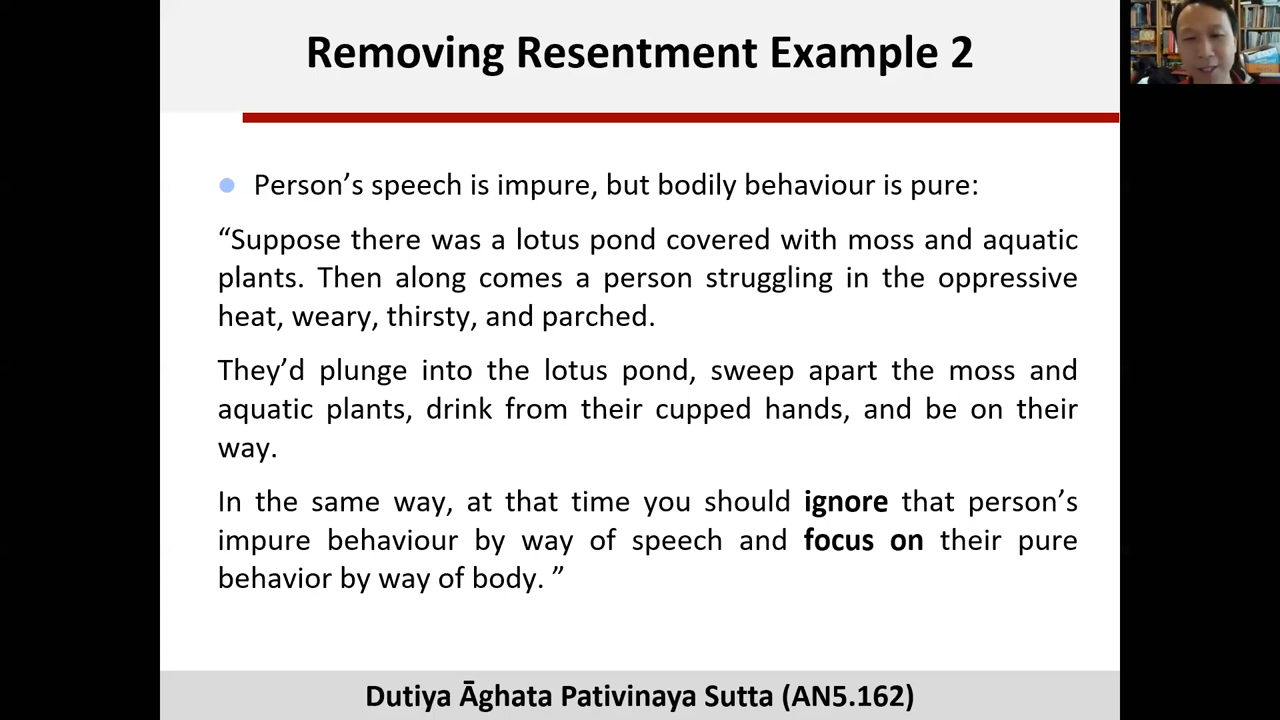 Removing Resentment Example 2
Person's speech is impure, but bodily behaviour is pure:
“Suppose there was a lotus pond covered with moss and aquatic
plants. Then along comes a person struggling in the oppressive
heat, weary, thirsty, and parched.
They'd plunge into the lotus pond, sweep apart the moss and
aquatic plants, drink from their cupped hands, and be on their
way.
In the same way, at that time you should ignore that person's
impure behaviour by way of speech and focus on their pure
behavior by way of body. ”
Dutiya Āghata Pativinaya Sutta (AN5.162)